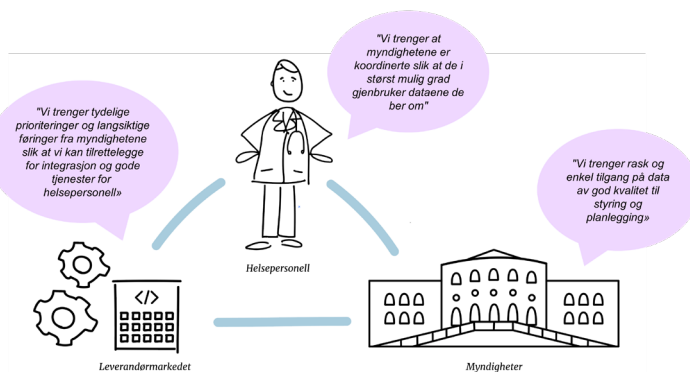 "Vi trenger at
myndighetene er
koordinerte slik at de i
størst mulig grad
gjenbruker dataene de
ber om"
"Vi trenger tydelige
prioriteringer og langsiktige
føringer fra myndighetene
slik at vi kan tilrettelegge
for integrasjon og gode
tjenester for
helsepersonell»
"Vi trenger rask og
enkel tilgang på data
av god kvalitet til
styring og
planlegging»
Helsepersonell
</>
Leverandørmarkedet
Myndigheter